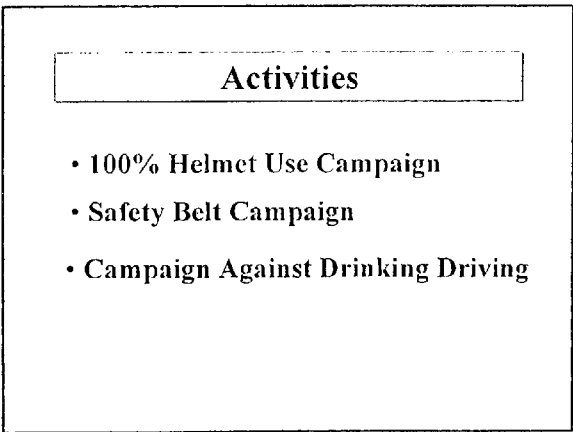 Activities
• 100% Helmet Use Campaign
• Safety Belt Campaign
• Campaign Against Drinking Driving